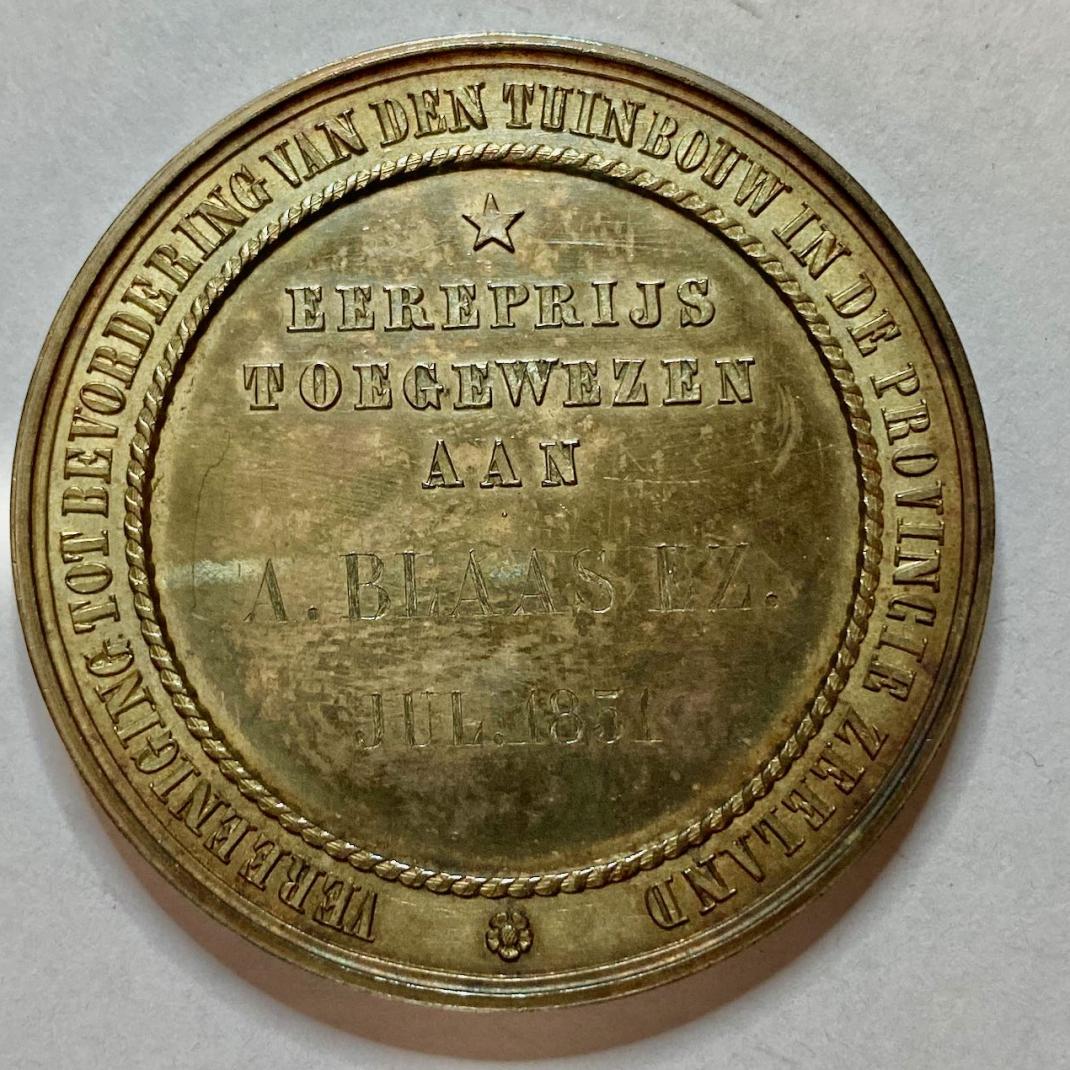 VEREENIGING TOT BEVORDERING VAN DEN TUINBOUW IN DE PROVINCIE ZEELAND
EEREPRIJS
TOEGEWEZEN
AAN
A. BLAAS EZ.
JUL. 1851